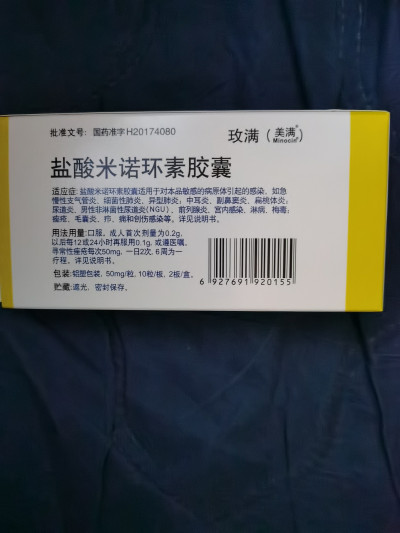 批准文号: 国药准字H20174080
玫满 (美满® Minocin®)
盐酸米诺环素胶囊
适应症: 盐酸米诺环素胶囊适用于对本品敏感的病原体引起的感染, 如急
慢性支气管炎, 细菌性肺炎, 异型肺炎, 中耳炎, 副鼻窦炎, 扁桃体炎;
尿道炎, 男性非淋菌性尿道炎(NGU), 前列腺炎, 宫内感染, 淋病, 梅毒;
痤疮, 毛囊炎, 疖, 痈和创伤感染等。详见说明书。
用法用量: 口服。成人首次剂量为0.2g,
以后每12或24小时再服用0.1g, 或遵医嘱。
寻常性痤疮每次50mg, 一日2次, 6周为一
疗程。详见说明书。
包装: 铝塑包装, 50mg/粒, 10粒/板, 2板/盒。
贮藏: 遮光, 密封保存。
6 927691 920155